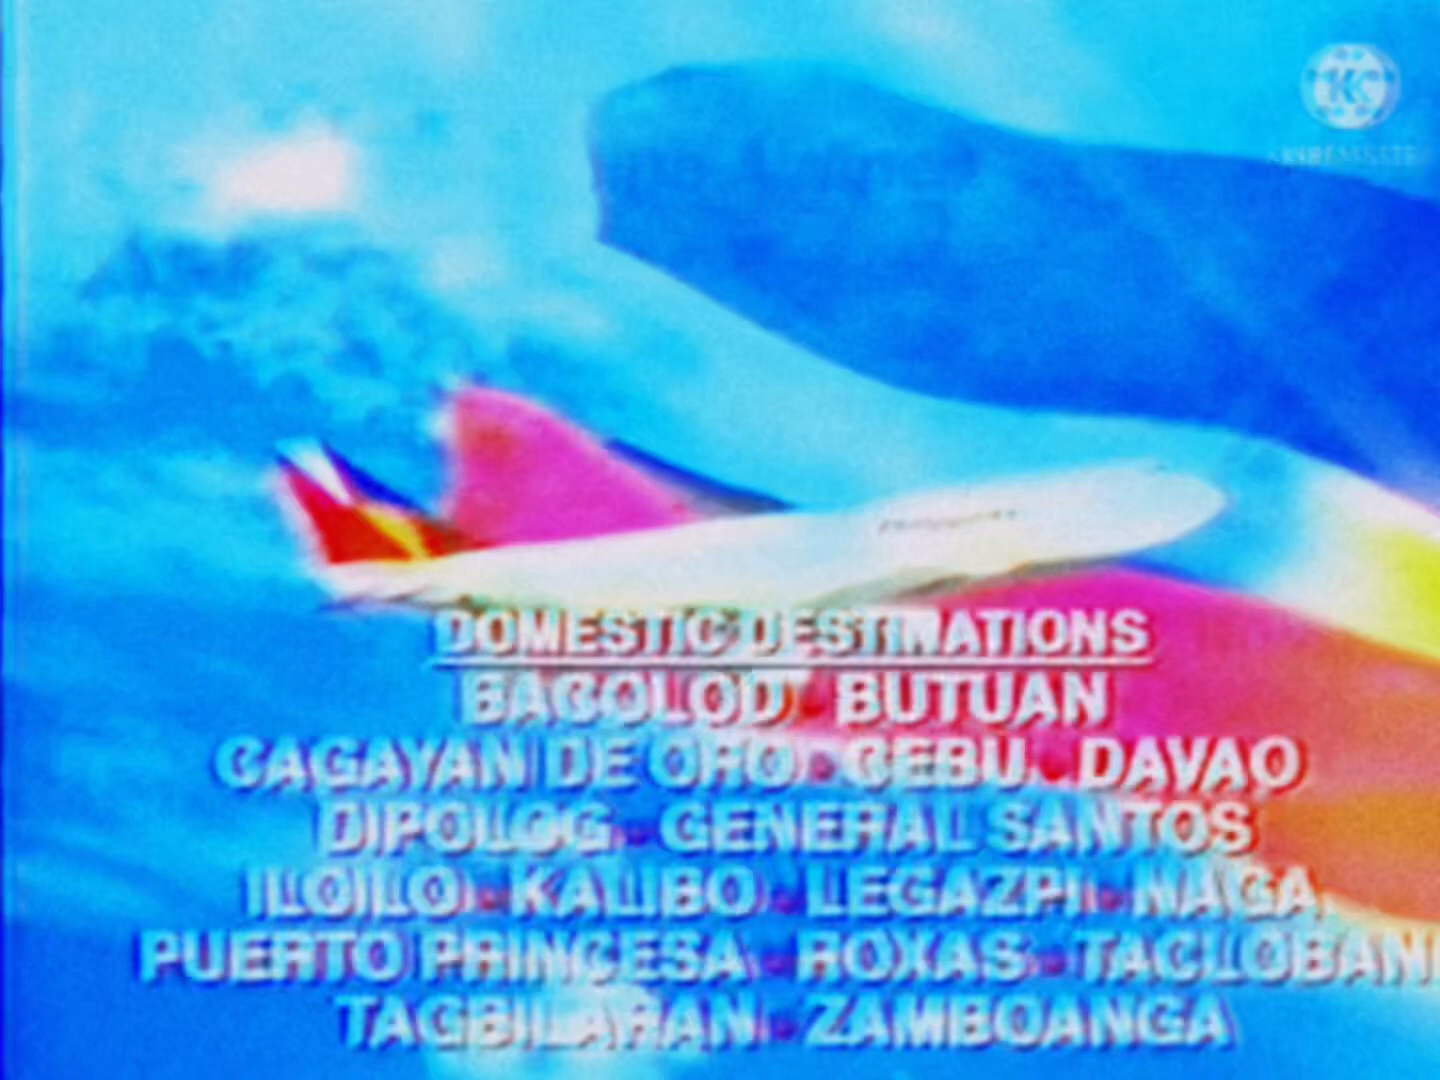 DOMESTIC DESTINATIONS
BACOLOD BUTUAN
CAGAYAN DE ORO • CEBU • DAVAO
DIPOLOG • GENERAL SANTOS
ILOILO • KALIBO • LEGAZPI • NAGA
PUERTO PRINCESA • ROXAS • TACLOBAN
TAGBILARAN • ZAMBOANGA